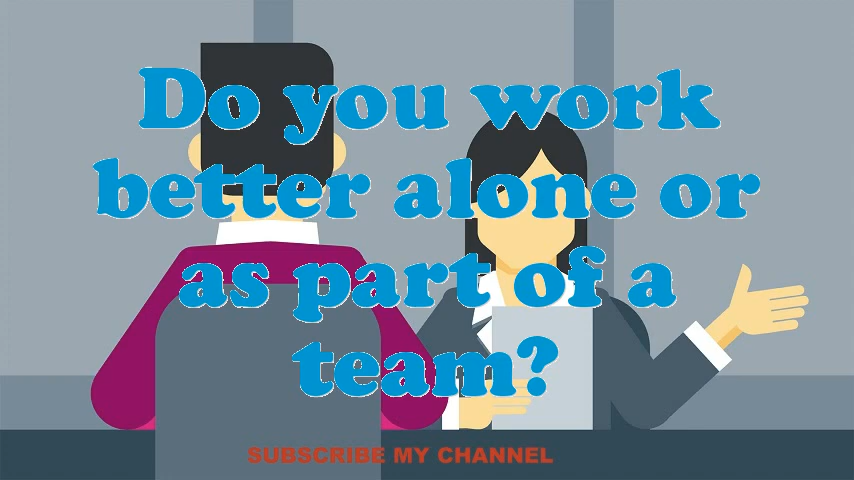 Do you work
better alone or
as part of a
team?
SUBSCRIBE MY CHANNEL